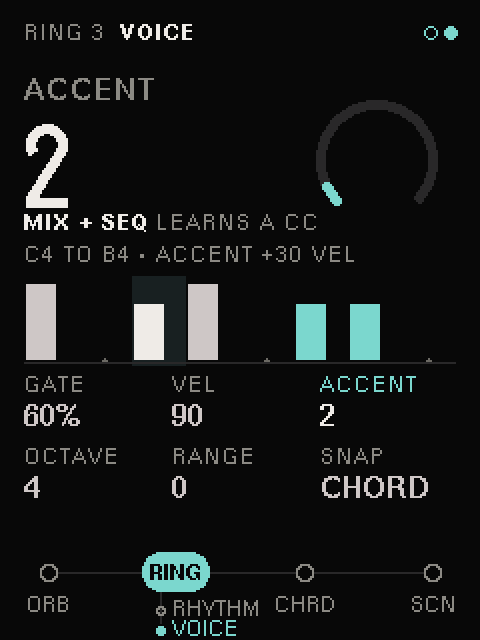 RING 3 VOICE
ACCENT
2
MIX + SEQ LEARNS A CC
C4 TO B4 · ACCENT +30 VEL
GATE VEL ACCENT
60% 90 2
OCTAVE RANGE SNAP
4 0 CHORD
RING
ORB RHYTHM CHRD SCN
VOICE